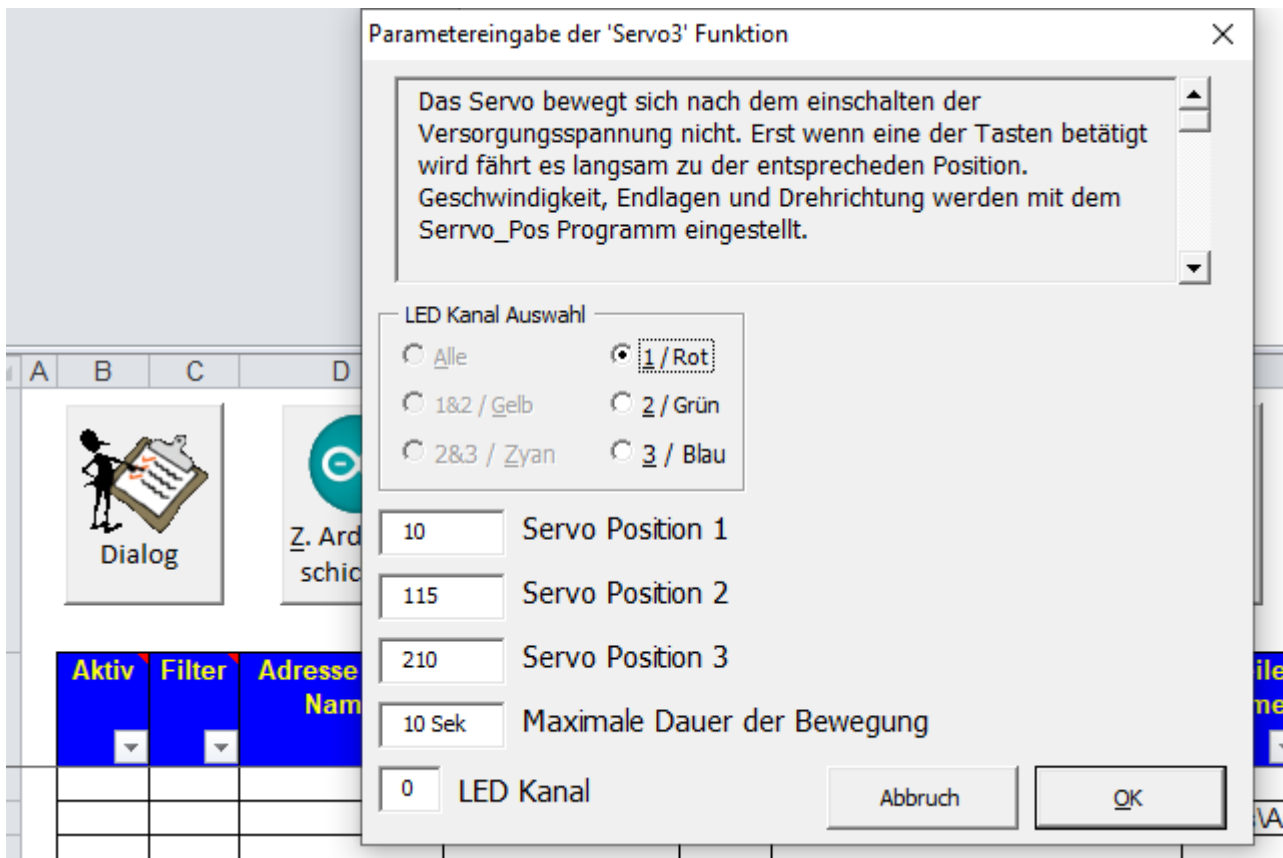 Parametereingabe der 'Servo3' Funktion
Das Servo bewegt sich nach dem einschalten der
Versorgungsspannung nicht. Erst wenn eine der Tasten betätigt
wird fährt es langsam zu der entsprecheden Position.
Geschwindigkeit, Endlagen und Drehrichtung werden mit dem
Serrvo_Pos Programm eingestellt.
LED Kanal Auswahl
Alle
1 / Rot
1&2 / Gelb
2 / Grün
2&3 / Zyan
3 / Blau
10 Servo Position 1
115 Servo Position 2
210 Servo Position 3
10 Sek Maximale Dauer der Bewegung
0 LED Kanal
Abbruch
OK
A B C D
Dialog
Z. Ard
schic
Aktiv
Filter
Adresse
Nam